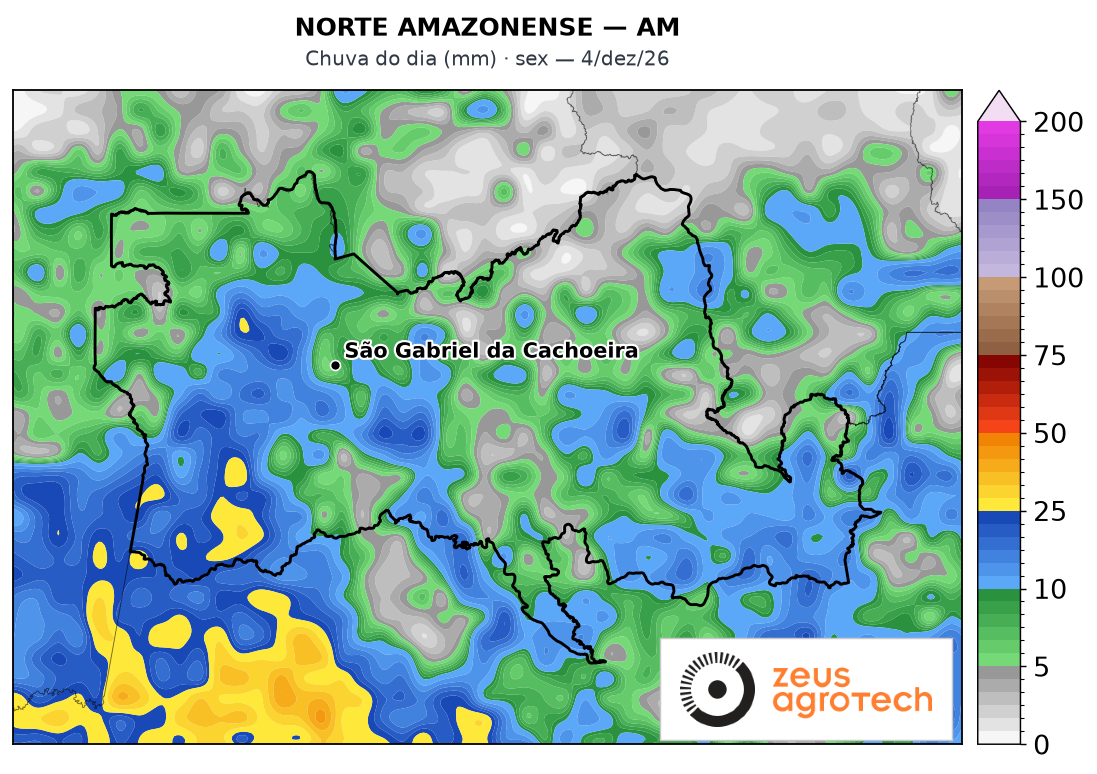 NORTE AMAZONENSE — AM
Chuva do dia (mm) · sex — 4/dez/26
200
150
100
75
50
25
10
5
0
São Gabriel da Cachoeira
zeus
agrotech